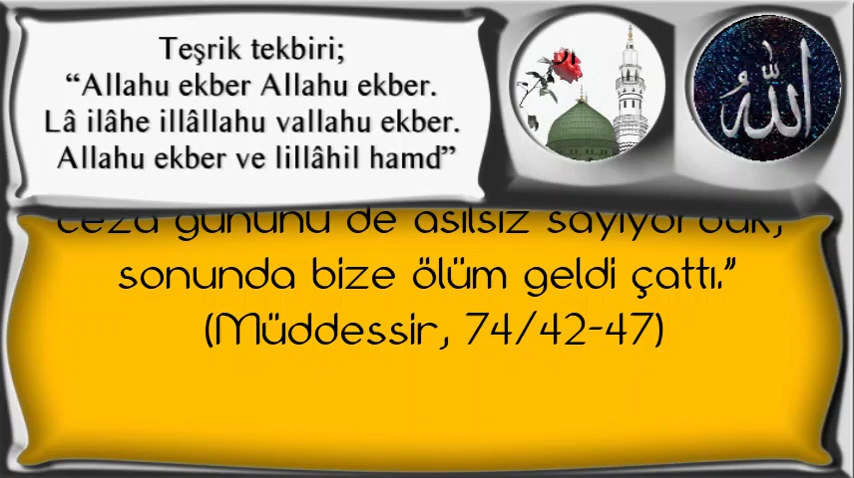 Teşrik tekbiri;
“Allahu ekber Allahu ekber.
Lâ ilâhe illâllahu vallahu ekber.
Allahu ekber ve lillâhil hamd”
الله
ceza gününü de asılsız sayıyorduk,
sonunda bize ölüm geldi çattı.”
(Müddessir, 74/42-47)